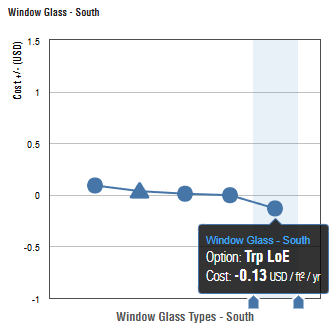 Window Glass - South
Cost +/- (USD)
1.5
1
0.5
0
-0.5
-1
Window Glass - South
Option: Trp LoE
Cost: -0.13 USD / ft² / yr
Window Glass Types - South